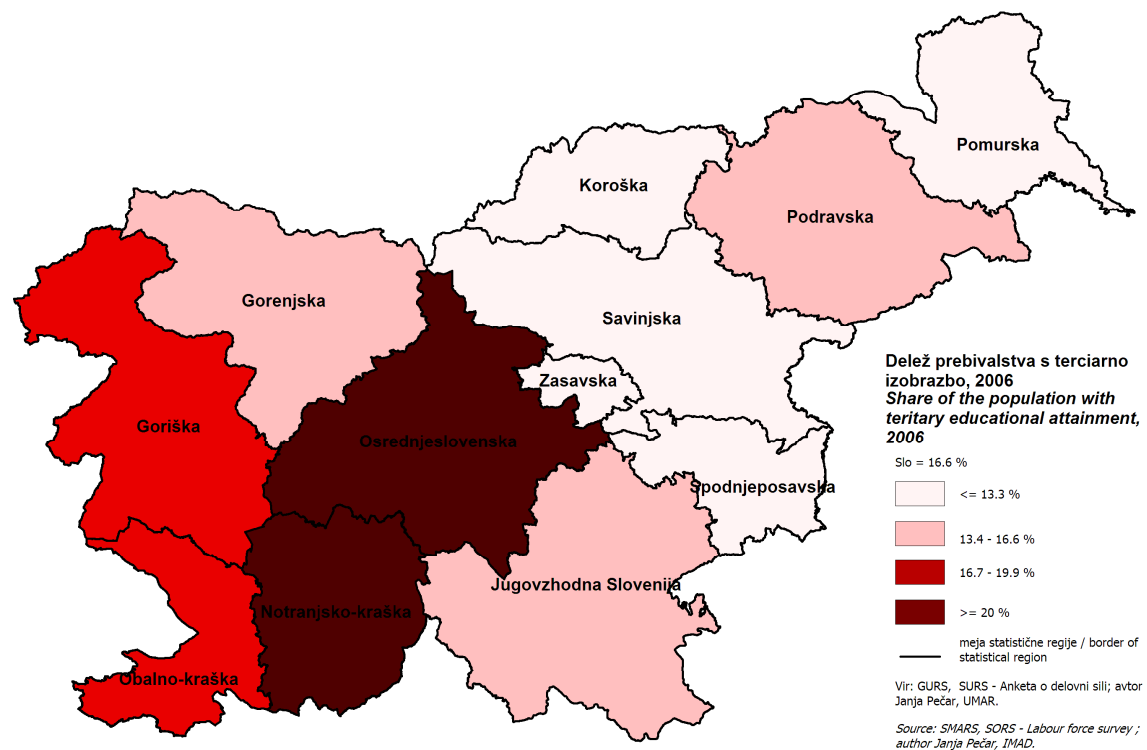 Pomurska
Koroška
Podravska
Gorenjska
Savinjska
Zasavska
Goriška
Osrednjeslovenska
Spodnjeposavska
Jugovzhodna Slovenija
Notranjsko-kraška
Obalno-kraška
Delež prebivalstva s terciarno
izobrazbo, 2006
Share of the population with
teritary educational attainment,
2006
Slo = 16.6 %
<= 13.3 %
13.4 - 16.6 %
16.7 - 19.9 %
>= 20 %
meja statistične regije / border of
statistical region
Vir: GURS, SURS - Anketa o delovni sili; avtor
Janja Pečar, UMAR.
Source: SMARS, SORS - Labour force survey ;
author Janja Pečar, IMAD.